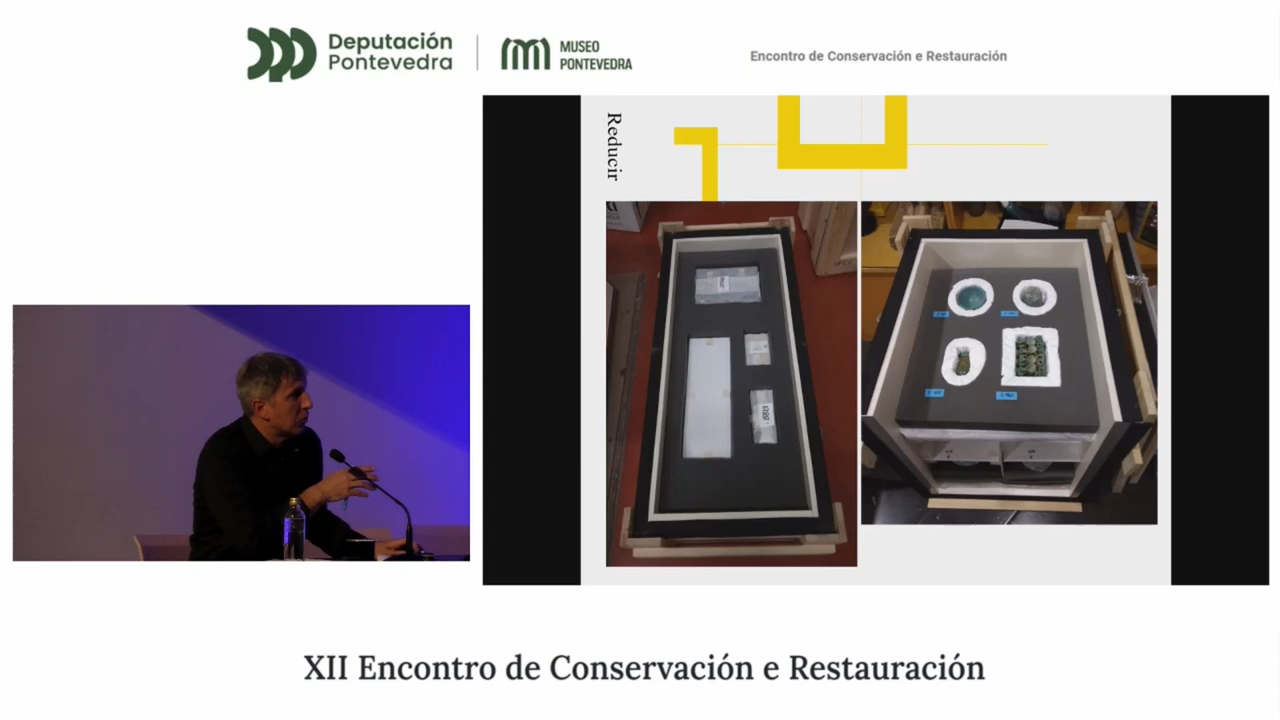 Deputación
Pontevedra
MUSEO
PONTEVEDRA
Encontro de Conservación e Restauración
Reducir
XII Encontro de Conservación e Restauración